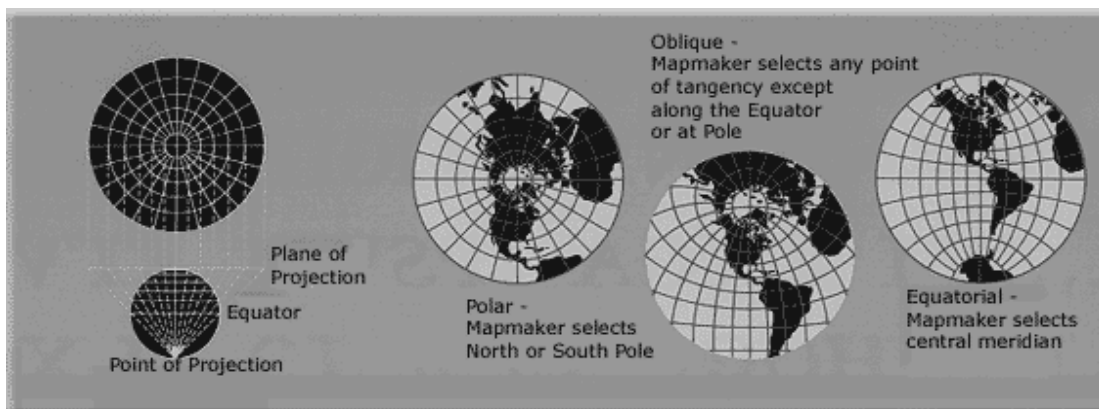 Plane of
Projection
Equator
Point of Projection
Polar -
Mapmaker selects
North or South Pole
Oblique -
Mapmaker selects any point
of tangency except
along the Equator
or at Pole
Equatorial -
Mapmaker selects
central meridian